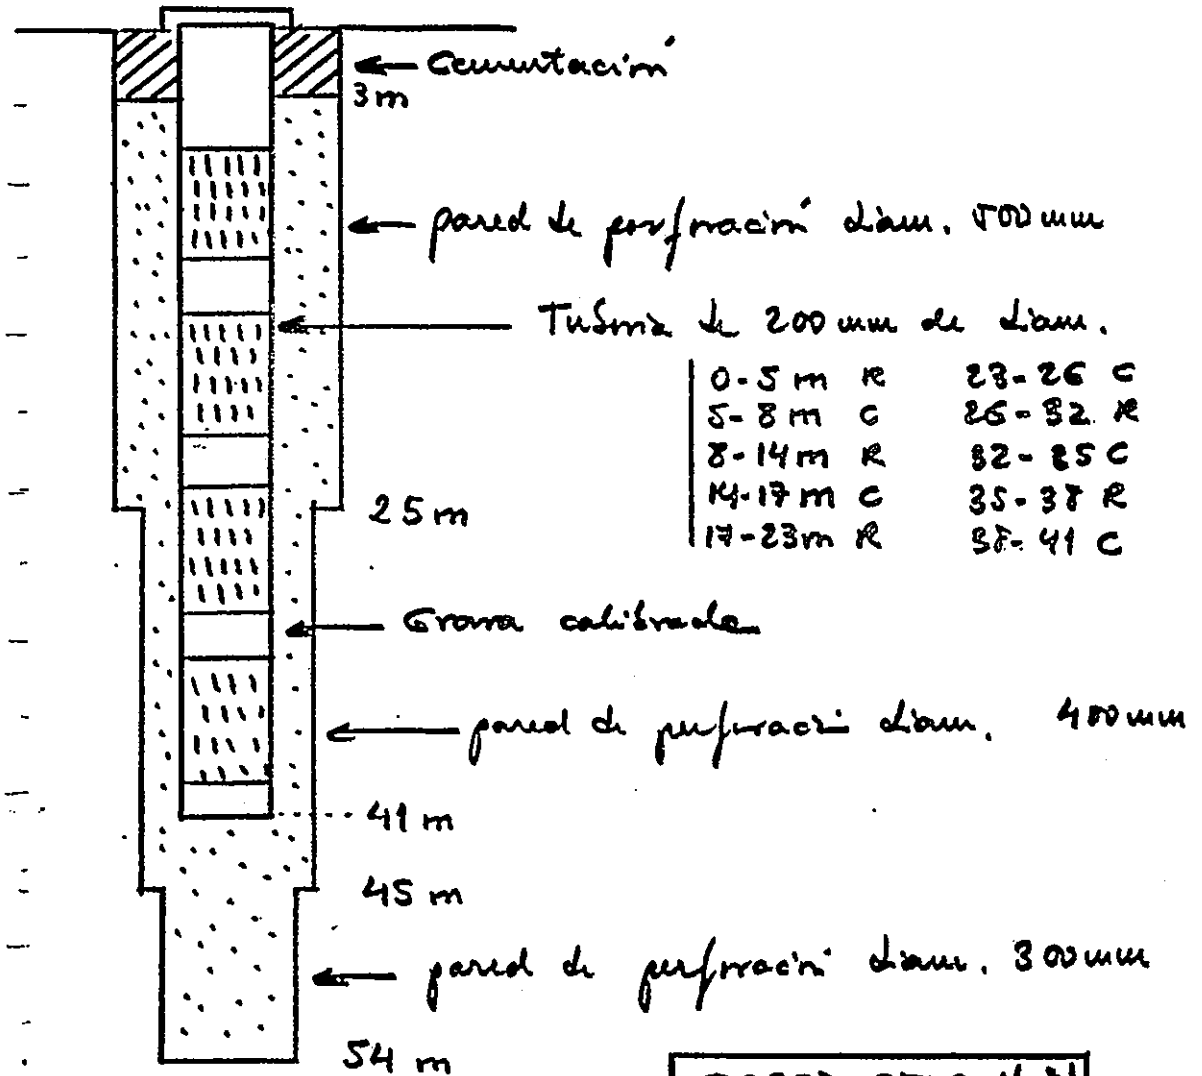 Cementación
3 m
pared de perforación diam. 500 mm
Tubería de 200 mm de diam.
0-5 m R 23-26 C
5-8 m C 26-32 R
8-14 m R 32-35 C
14-17 m C 35-38 R
17-23 m R 38-41 C
25 m
Grava calibrada
pared de perforación diam. 400 mm
41 m
45 m
pared de perforación diam. 300 mm
54 m